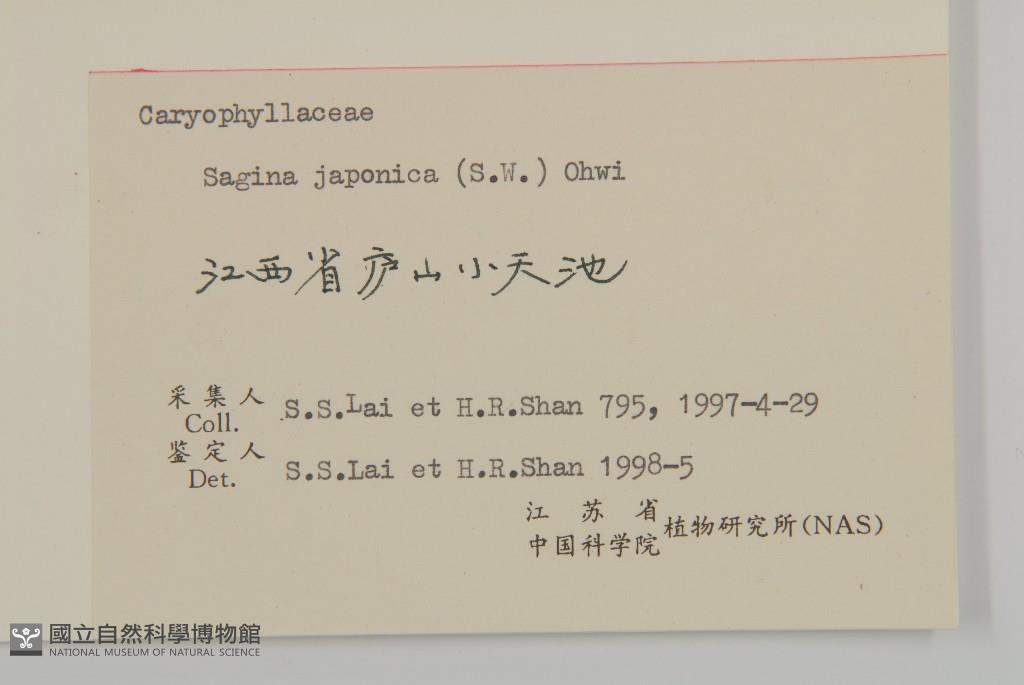 Caryophyllaceae
Sagina japonica (S.W.) Ohwi
江西省庐山小天池
采集人 S.S.Lai et H.R.Shan 795, 1997-4-29
Coll.
鉴定人 S.S.Lai et H.R.Shan 1998-5
Det.
江苏省
中国科学院 植物研究所(NAS)
國立自然科學博物館
NATIONAL MUSEUM OF NATURAL SCIENCE